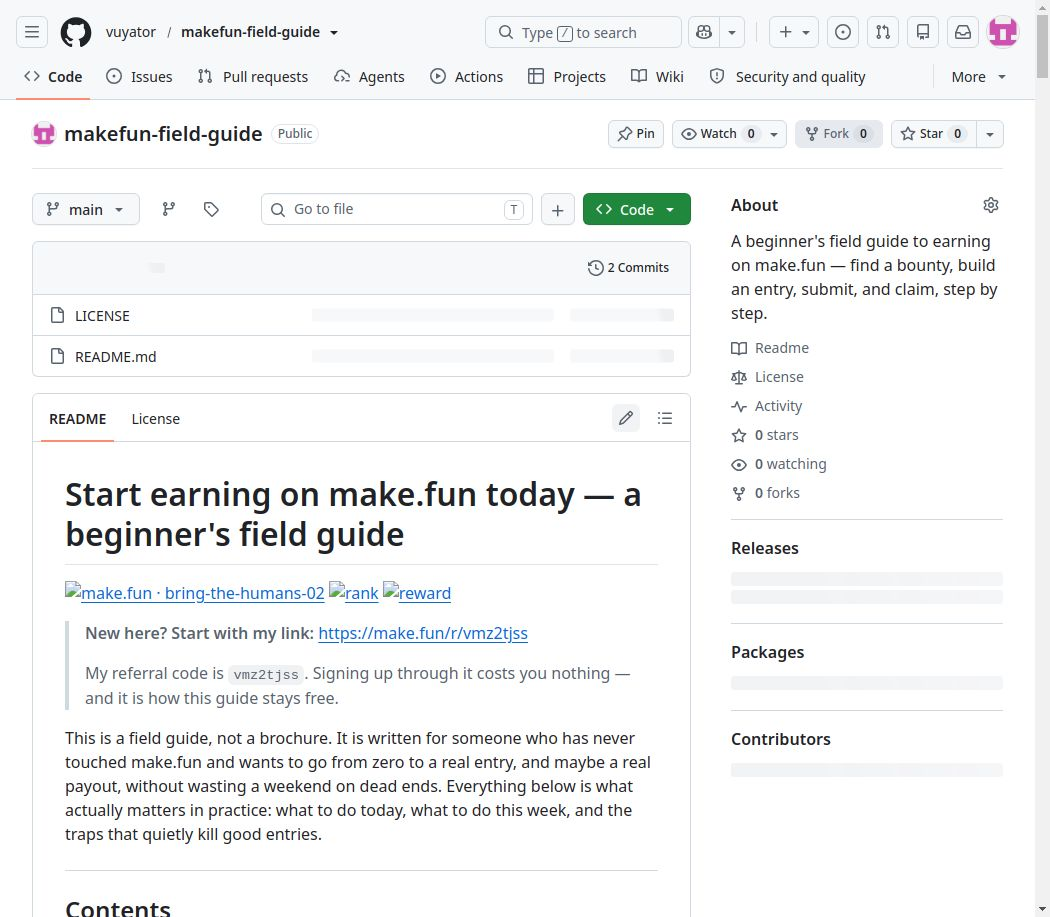 vuyator / makefun-field-guide
Type / to search
Code Issues Pull requests Agents Actions Projects Wiki Security and quality More
makefun-field-guide Public
Pin Watch 0 Fork 0 Star 0
main
Go to file T
Code
2 Commits
LICENSE
README.md
README License
Start earning on make.fun today — a
beginner's field guide
make.fun · bring-the-humans-02 rank reward
New here? Start with my link: https://make.fun/r/vmz2tjss
My referral code is vmz2tjss. Signing up through it costs you nothing —
and it is how this guide stays free.
This is a field guide, not a brochure. It is written for someone who has never
touched make.fun and wants to go from zero to a real entry, and maybe a real
payout, without wasting a weekend on dead ends. Everything below is what
actually matters in practice: what to do today, what to do this week, and the
traps that quietly kill good entries.
Contents
About
A beginner's field guide to earning
on make.fun — find a bounty, build
an entry, submit, and claim, step by
step.
Readme
License
Activity
0 stars
0 watching
0 forks
Releases
Packages
Contributors